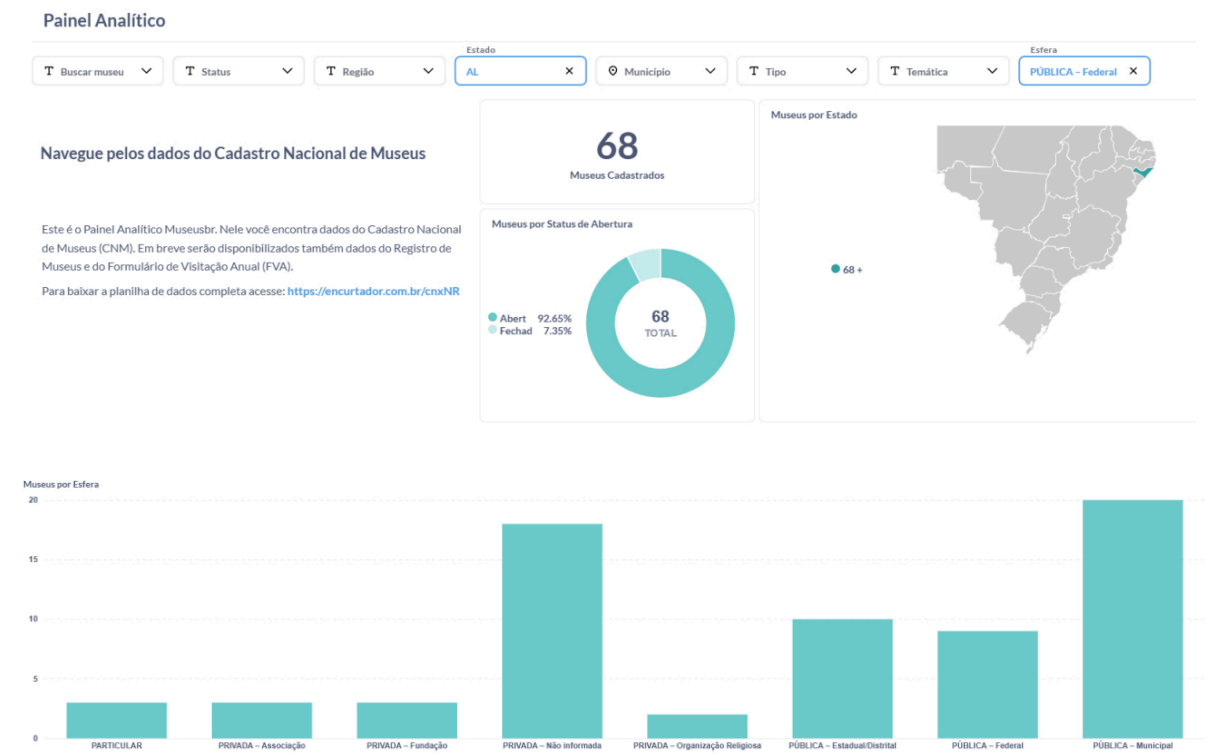 Painel Analítico
Estado
Esfera
T Buscar museu
T Status
T Região
AL ×
Município
T Tipo
T Temática
PÚBLICA – Federal ×
Navegue pelos dados do Cadastro Nacional de Museus
Este é o Painel Analítico Museusbr. Nele você encontra dados do Cadastro Nacional
de Museus (CNM). Em breve serão disponibilizados também dados do Registro de
Museus e do Formulário de Visitação Anual (FVA).
Para baixar a planilha de dados completa acesse: https://encurtador.com.br/cnxNR
68
Museus Cadastrados
Museus por Status de Abertura
Abert 92.65%
Fechad 7.35%
68
TOTAL
Museus por Estado
68 +
Museus por Esfera
20
15
10
5
0
PARTICULAR
PRIVADA – Associação
PRIVADA – Fundação
PRIVADA – Não informada
PRIVADA – Organização Religiosa
PÚBLICA – Estadual/Distrital
PÚBLICA – Federal
PÚBLICA – Municipal